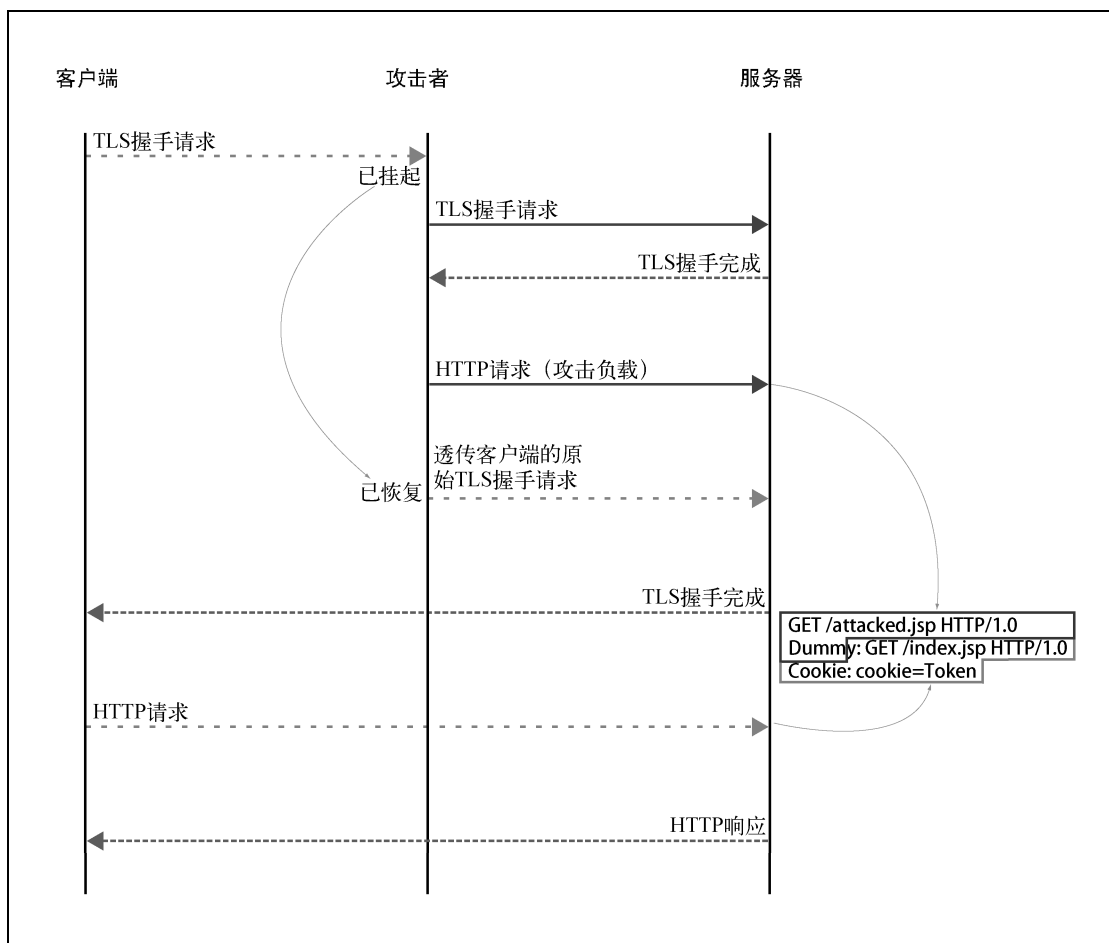 客户端
攻击者
服务器
TLS握手请求
已挂起
TLS握手请求
TLS握手完成
HTTP请求（攻击负载）
透传客户端的原
始TLS握手请求
已恢复
TLS握手完成
GET /attacked.jsp HTTP/1.0
Dummy: GET /index.jsp HTTP/1.0
Cookie: cookie=Token
HTTP请求
HTTP响应